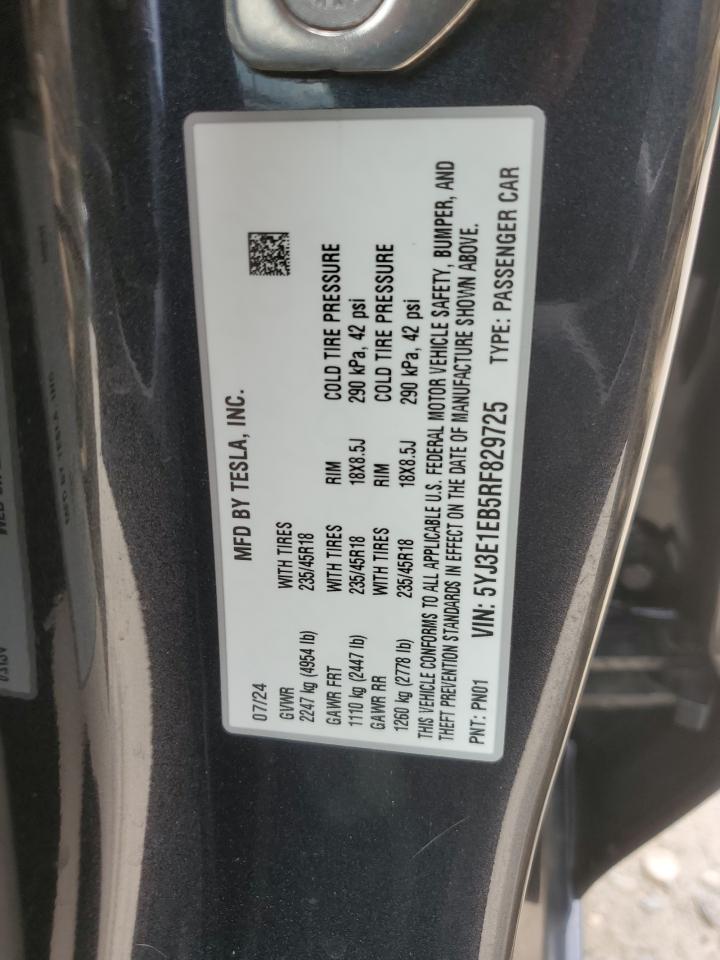 MFD BY TESLA, INC.
07/24
GVWR WITH TIRES
2247 kg (4954 lb) 235/45R18
GAWR FRT WITH TIRES RIM COLD TIRE PRESSURE
1110 kg (2447 lb) 235/45R18 18X8.5J 290 kPa, 42 psi
GAWR RR WITH TIRES RIM COLD TIRE PRESSURE
1260 kg (2778 lb) 235/45R18 18X8.5J 290 kPa, 42 psi
THIS VEHICLE CONFORMS TO ALL APPLICABLE U.S. FEDERAL MOTOR VEHICLE SAFETY, BUMPER, AND
THEFT PREVENTION STANDARDS IN EFFECT ON THE DATE OF MANUFACTURE SHOWN ABOVE.
PNT: PN01 VIN: 5YJ3E1EB5RF829725 TYPE: PASSENGER CAR